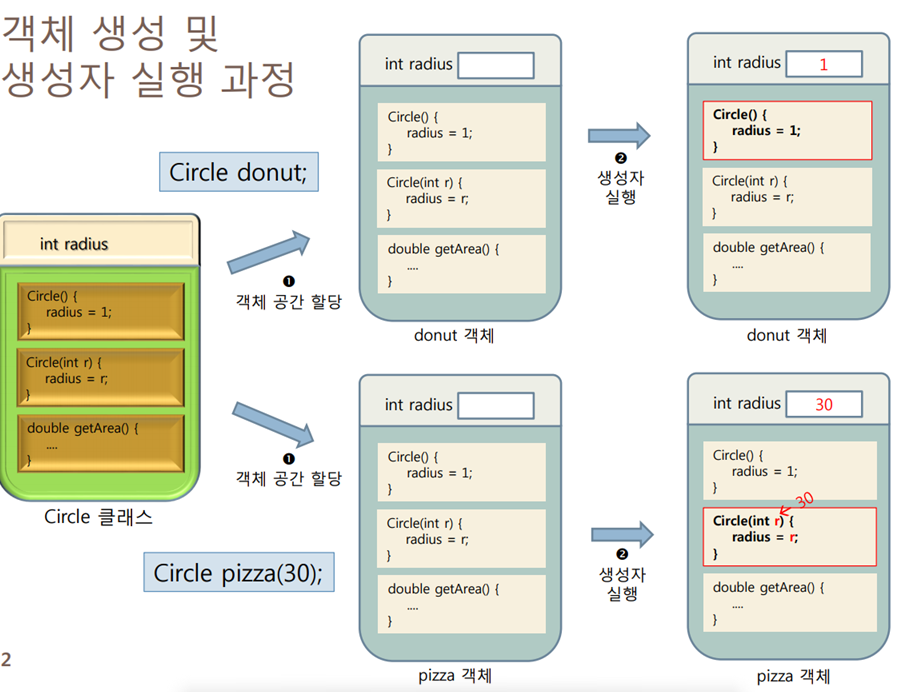 객체 생성 및
생성자 실행 과정
Circle donut;
int radius
Circle() {
radius = 1;
}
Circle(int r) {
radius = r;
}
double getArea() {
....
}
Circle 클래스
❶
객체 공간 할당
int radius
Circle() {
radius = 1;
}
Circle(int r) {
radius = r;
}
double getArea() {
....
}
donut 객체
❷
생성자
실행
int radius 1
Circle() {
radius = 1;
}
Circle(int r) {
radius = r;
}
double getArea() {
....
}
donut 객체
Circle pizza(30);
❶
객체 공간 할당
int radius
Circle() {
radius = 1;
}
Circle(int r) {
radius = r;
}
double getArea() {
....
}
pizza 객체
❷
생성자
실행
int radius 30
Circle() {
radius = 1;
}
30
Circle(int r) {
radius = r;
}
double getArea() {
....
}
pizza 객체
2